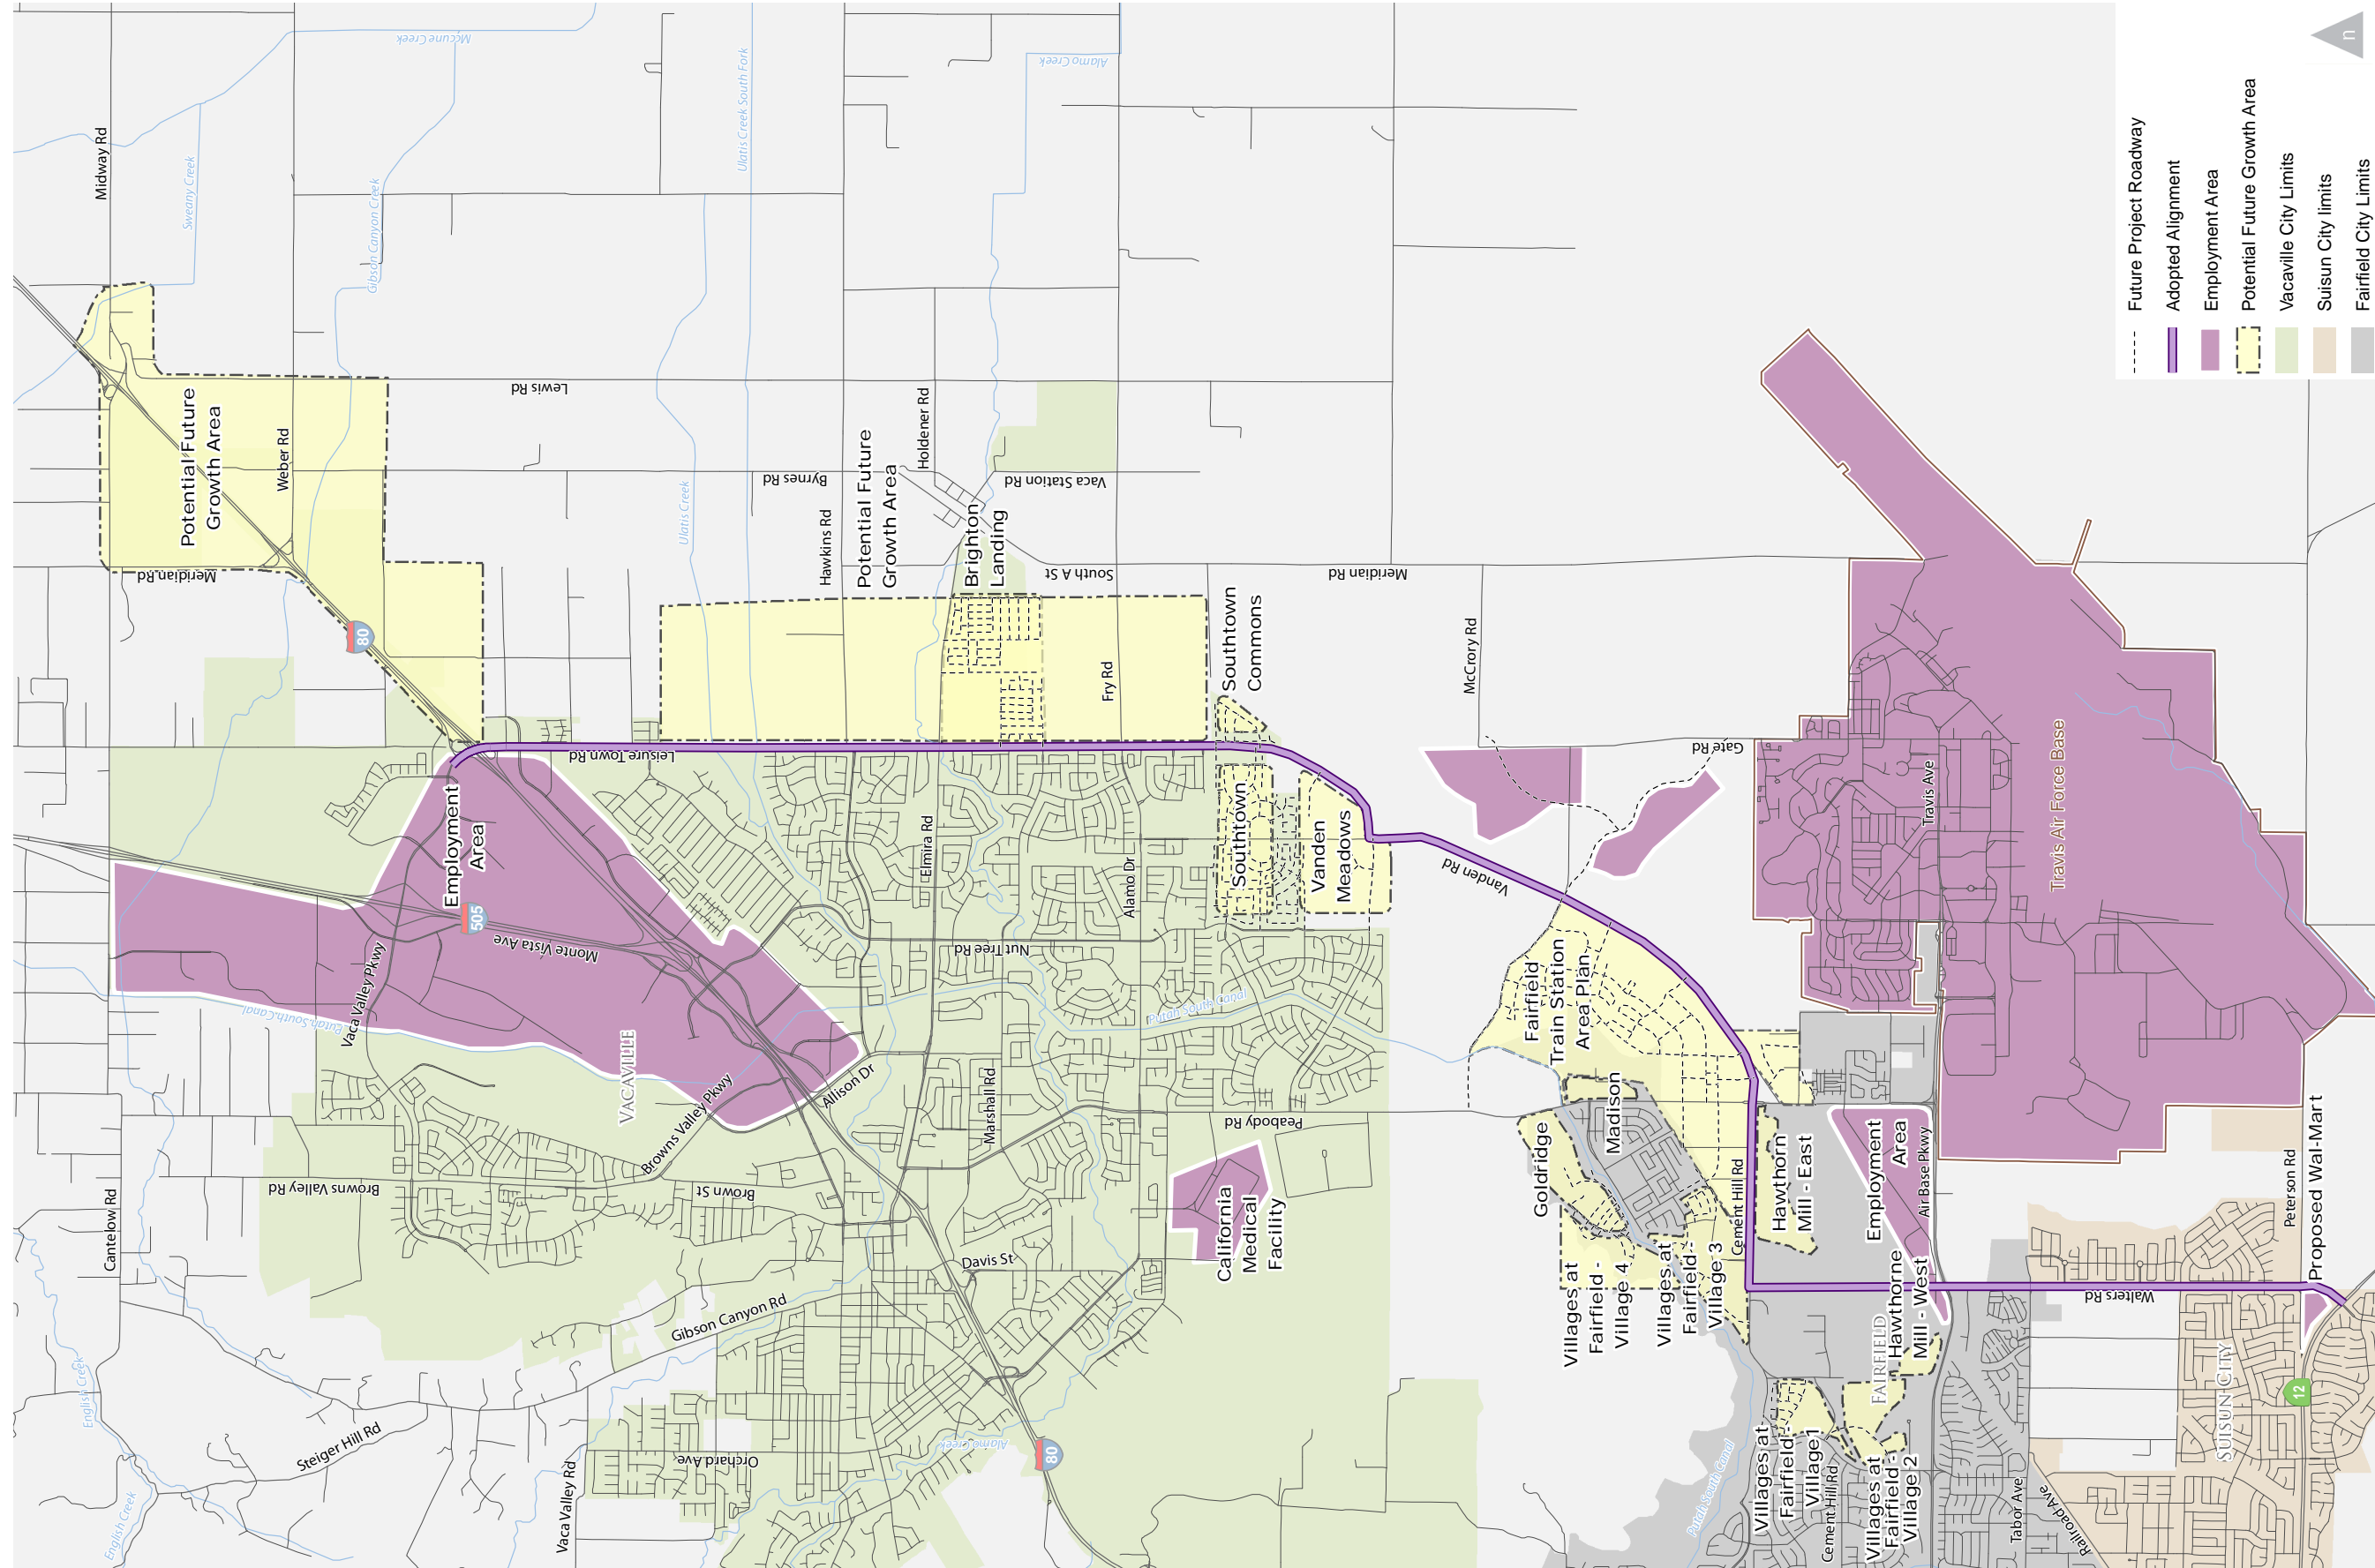 McCune Creek
Alamo Creek
Ulatis Creek South Fork
Midway Rd
Sweany Creek
Gibson Canyon Creek
n
Future Project Roadway
Adopted Alignment
Employment Area
Potential Future Growth Area
Vacaville City Limits
Suisun City limits
Fairfield City Limits
Lewis Rd
Potential Future
Growth Area
Weber Rd
Holdener Rd
Potential Future
Growth Area
Byrnes Rd
Vaca Station Rd
Ulatis Creek
Hawkins Rd
Brighton
Landing
Meridian Rd
South A St
Meridian Rd
80
Southtown
Commons
McCrory Rd
Fry Rd
Leisure Town Rd
Gate Rd
Employment
Area
Elmira Rd
Alamo Dr
Southtown
Vanden
Meadows
Vanden Rd
Travis Ave
Travis Air Force Base
505
Monte Vista Ave
Vaca Valley Pkwy
Nut Tree Rd
Putah South Canal
Putah South Canal
Fairfield
Train Station
Area Plan
VACAVILLE
Allison Dr
Browns Valley Pkwy
Marshall Rd
Peabody Rd
Goldridge
Madison
Browns Valley Rd
Brown St
Cantelow Rd
California
Medical
Facility
Cement Hill Rd
Hawthorn
Mill - East
Employment
Area
Air Base Pkwy
Peterson Rd
Proposed Wal-Mart
Davis St
Gibson Canyon Rd
Villages at
Fairfield -
Village 4
Villages at
Fairfield -
Village 3
Hawthorne
Mill - West
Walters Rd
FAIRFIELD
SUISUN CITY
12
English Creek
Steiger Hill Rd
English Creek
Vaca Valley Rd
Orchard Ave
Alamo Creek
80
Putah South Canal
Villages at
Fairfield -
Village 1
Cement Hill Rd
Villages at
Fairfield -
Village 2
Tabor Ave
Railroad Ave